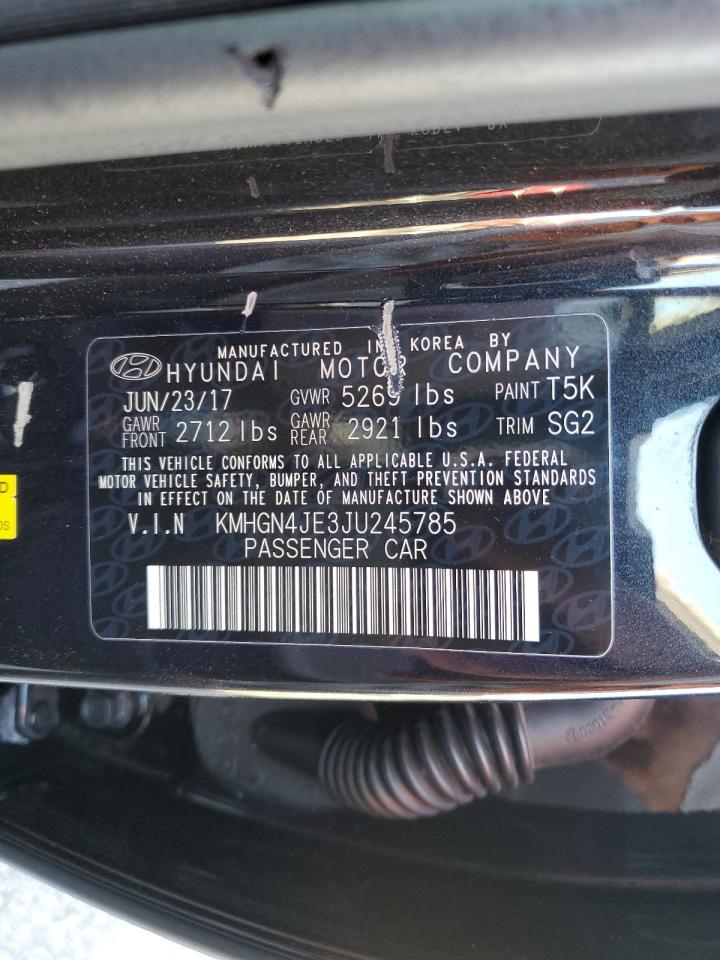 MANUFACTURED IN KOREA BY
HYUNDAI MOTOR COMPANY
JUN/23/17 GVWR 5269 lbs PAINT T5K
GAWR FRONT 2712 lbs GAWR REAR 2921 lbs TRIM SG2
THIS VEHICLE CONFORMS TO ALL APPLICABLE U.S.A. FEDERAL
MOTOR VEHICLE SAFETY, BUMPER, AND THEFT PREVENTION STANDARDS
IN EFFECT ON THE DATE OF MANUFACTURE SHOWN ABOVE
V.I.N KMHGN4JE3JU245785
PASSENGER CAR